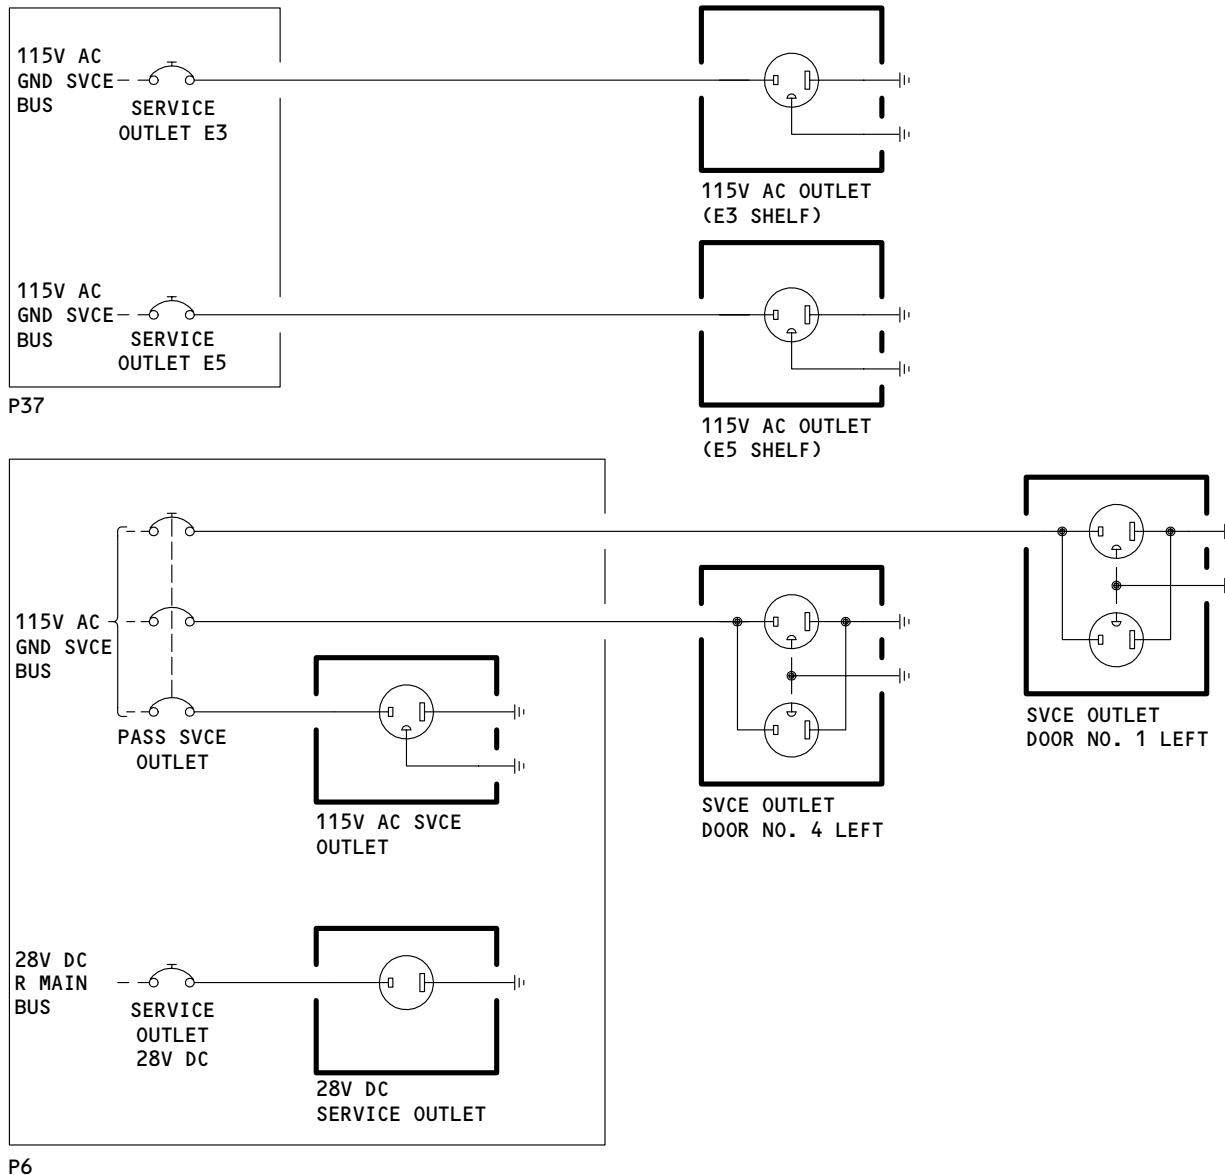 115V AC
GND SVCE
BUS
SERVICE
OUTLET E3
115V AC OUTLET
(E3 SHELF)
115V AC
GND SVCE
BUS
SERVICE
OUTLET E5
115V AC OUTLET
(E5 SHELF)
P37
115V AC
GND SVCE
BUS
PASS SVCE
OUTLET
115V AC SVCE
OUTLET
SVCE OUTLET
DOOR NO. 4 LEFT
SVCE OUTLET
DOOR NO. 1 LEFT
28V DC
R MAIN
BUS
SERVICE
OUTLET
28V DC
28V DC
SERVICE OUTLET
P6